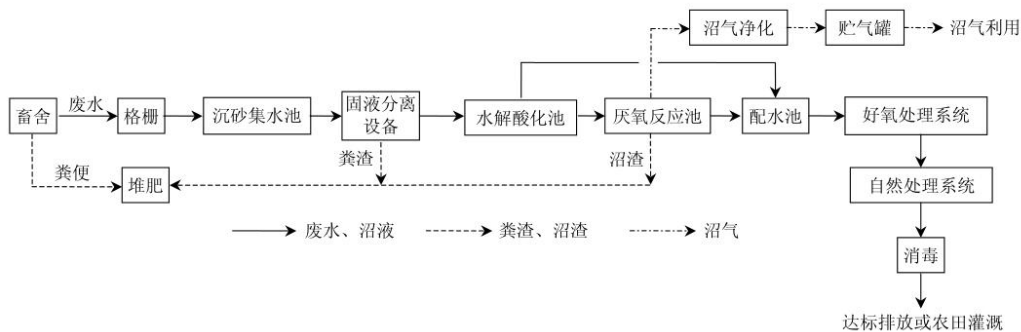 沼气净化
贮气罐
沼气利用
畜舍
废水
格栅
沉砂集水池
固液分离
设备
水解酸化池
厌氧反应池
配水池
好氧处理系统
粪便
堆肥
粪渣
沼渣
自然处理系统
废水、沼液
粪渣、沼渣
沼气
消毒
达标排放或农田灌溉